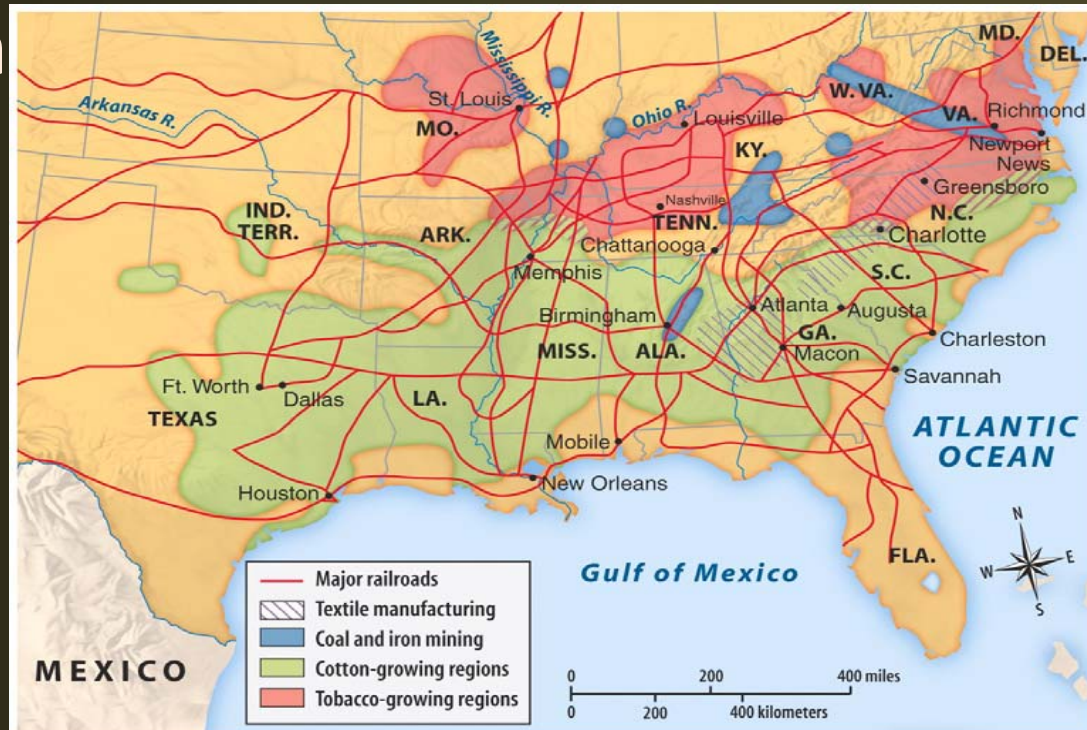 MD.
DEL.
Mississippi R.
Arkansas R.
St. Louis
MO.
Ohio R.
Louisville
W. VA.
VA.
Richmond
Newport
News
KY.
Nashville
TENN.
Greensboro
N.C.
Charlotte
IND.
TERR.
ARK.
Chattanooga
Memphis
S.C.
Birmingham
Atlanta
Augusta
MISS.
ALA.
GA.
Macon
Charleston
Savannah
Ft. Worth
Dallas
LA.
TEXAS
Mobile
ATLANTIC
OCEAN
Houston
New Orleans
FLA.
Gulf of Mexico
N
W
E
S
MEXICO
Major railroads
Textile manufacturing
Coal and iron mining
Cotton-growing regions
Tobacco-growing regions
0 200 400 miles
0 200 400 kilometers